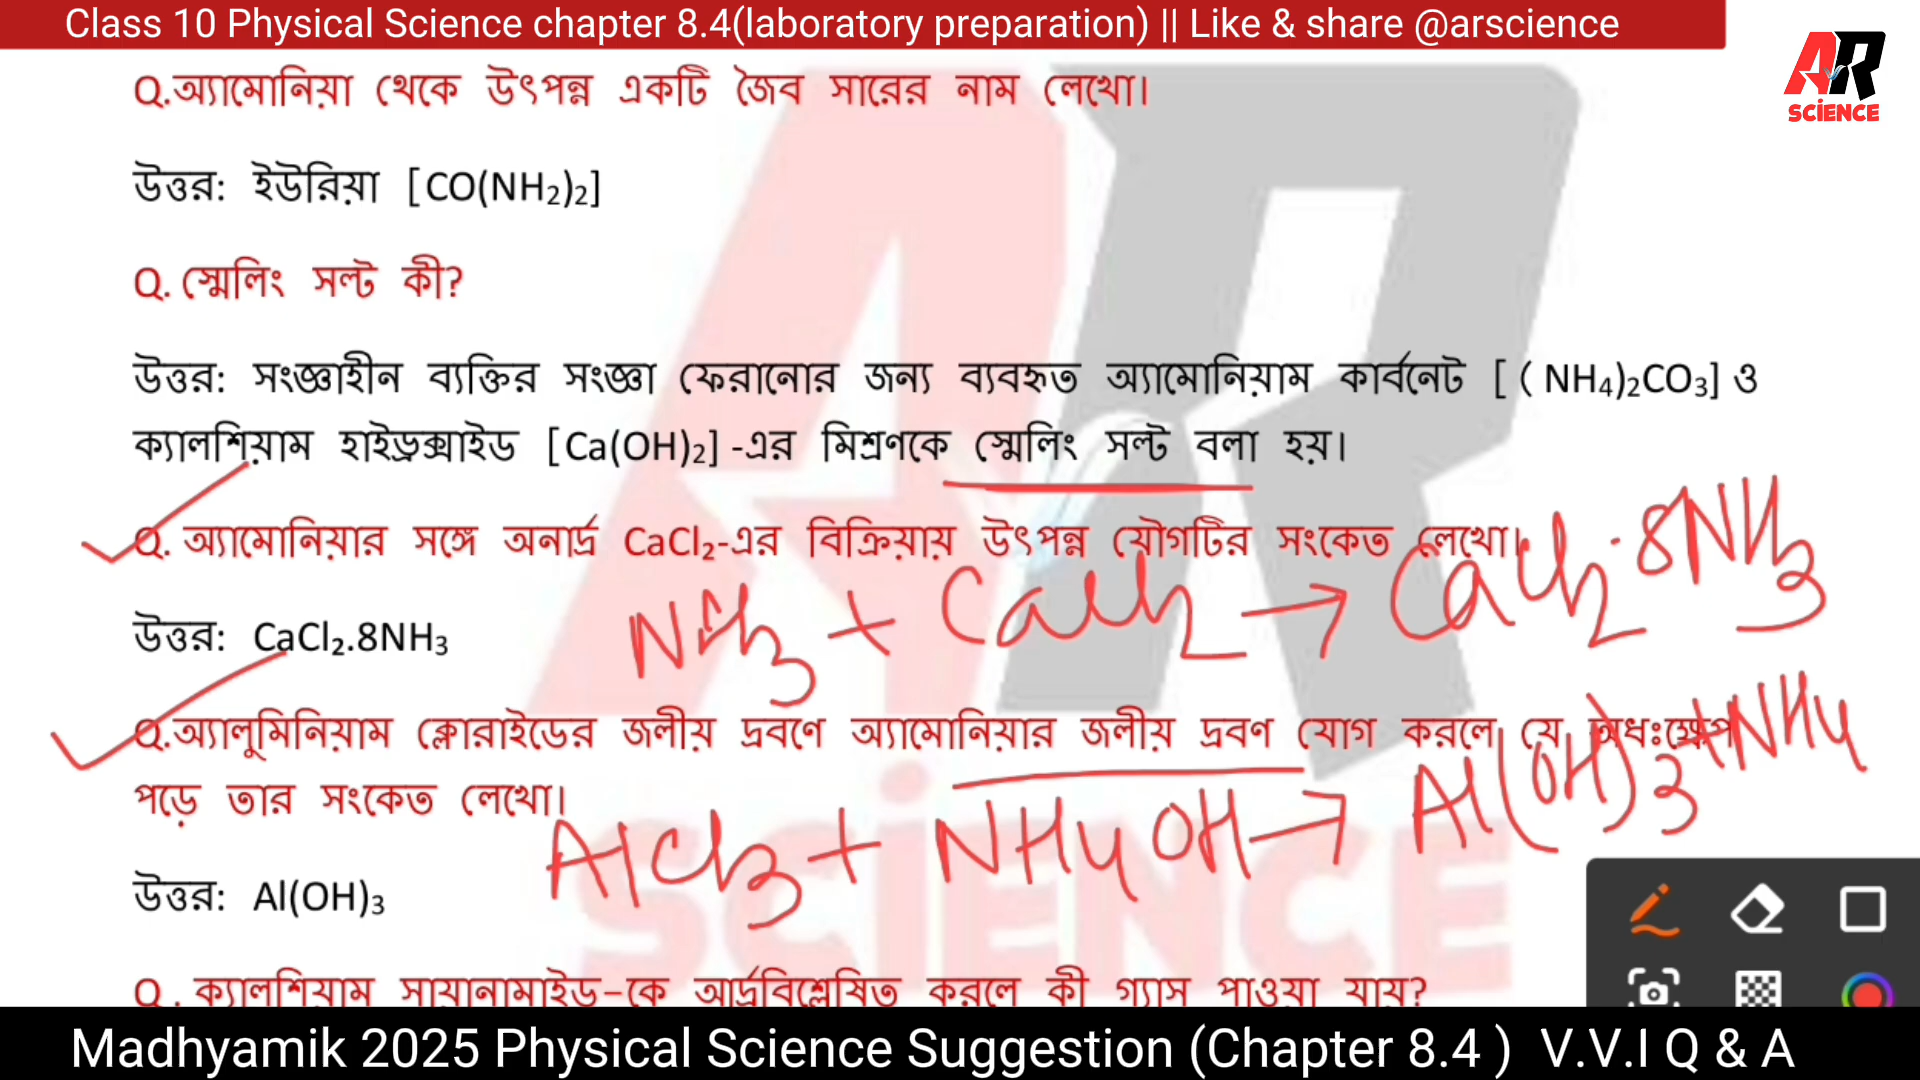 Class 10 Physical Science chapter 8.4(laboratory preparation) || Like & share @arscience
AR
SCIENCE
Q.অ্যামোনিয়া থেকে উৎপন্ন একটি জৈব সারের নাম লেখো।
উত্তর: ইউরিয়া [CO(NH₂)₂]
Q. স্মেলিং সল্ট কী?
উত্তর: সংজ্ঞাহীন ব্যক্তির সংজ্ঞা ফেরানোর জন্য ব্যবহৃত অ্যামোনিয়াম কার্বনেট [ ( NH₄)₂CO₃] ও
ক্যালশিয়াম হাইড্রক্সাইড [Ca(OH)₂] -এর মিশ্রণকে স্মেলিং সল্ট বলা হয়।
Q. অ্যামোনিয়ার সঙ্গে অনার্দ্র CaCl₂-এর বিক্রিয়ায় উৎপন্ন যৌগটির সংকেত লেখো।
NH₃ + CaCl₂ → CaCl₂·8NH₃
উত্তর: CaCl₂.8NH₃
Q.অ্যালুমিনিয়াম ক্লোরাইডের জলীয় দ্রবণে অ্যামোনিয়ার জলীয় দ্রবণ যোগ করলে যে অধঃক্ষেপ
পড়ে তার সংকেত লেখো।
AlCl₃ + NH₄OH → Al(OH)₃ + NH₄
উত্তর: Al(OH)₃
Q . ক্যালশিয়াম সায়ানামাইড-কে আর্দ্রবিশ্লেষিত করলে কী গ্যাস পাওয়া যায়?
Madhyamik 2025 Physical Science Suggestion (Chapter 8.4 ) V.V.I Q & A